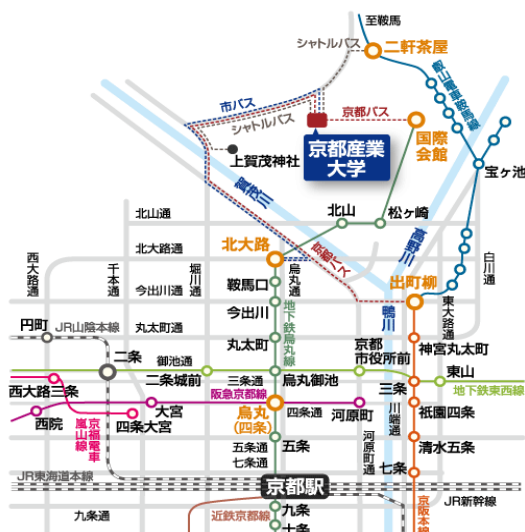 至鞍馬
シャトルバス
二軒茶屋
叡山電車鞍馬線
市バス
シャトルバス
京都バス
国際
会館
京都産業
大学
上賀茂神社
宝ヶ池
賀茂川
北山通
北山
松ヶ崎
高野川
北大路通
北大路
京都バス
白川通
西大路通
千本通
堀川通
烏丸通
鞍馬口
出町柳
今出川通
今出川
地下鉄烏丸線
鴨川
東大路通
円町
JR山陰本線
丸太町通
丸太町
京都
市役所前
神宮丸太町
二条
御池通
東山
西大路三条
二条城前
三条通
烏丸御池
三条
地下鉄東西線
阪急京都線
西院
京福電車
嵐山線
四条大宮
大宮
烏丸
(四条)
四条通
河原町
川端通
祇園四条
五条通
五条
河原町通
清水五条
七条通
七条
JR東海道本線
京都駅
JR新幹線
九条通
近鉄京都線
九条
十条
京阪本線